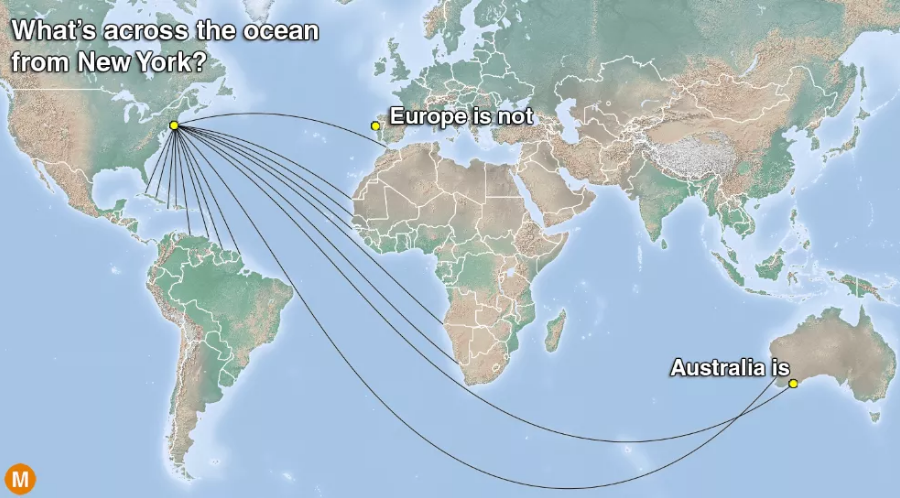 What's across the ocean
from New York?
Europe is not
Australia is
M